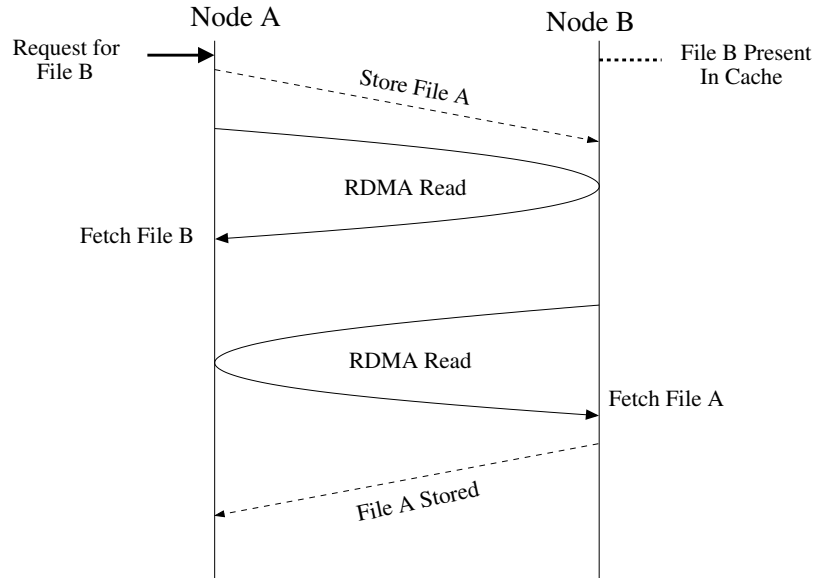 Node A
Node B
Request for
File B
File B Present
In Cache
Store File A
RDMA Read
Fetch File B
RDMA Read
Fetch File A
File A Stored